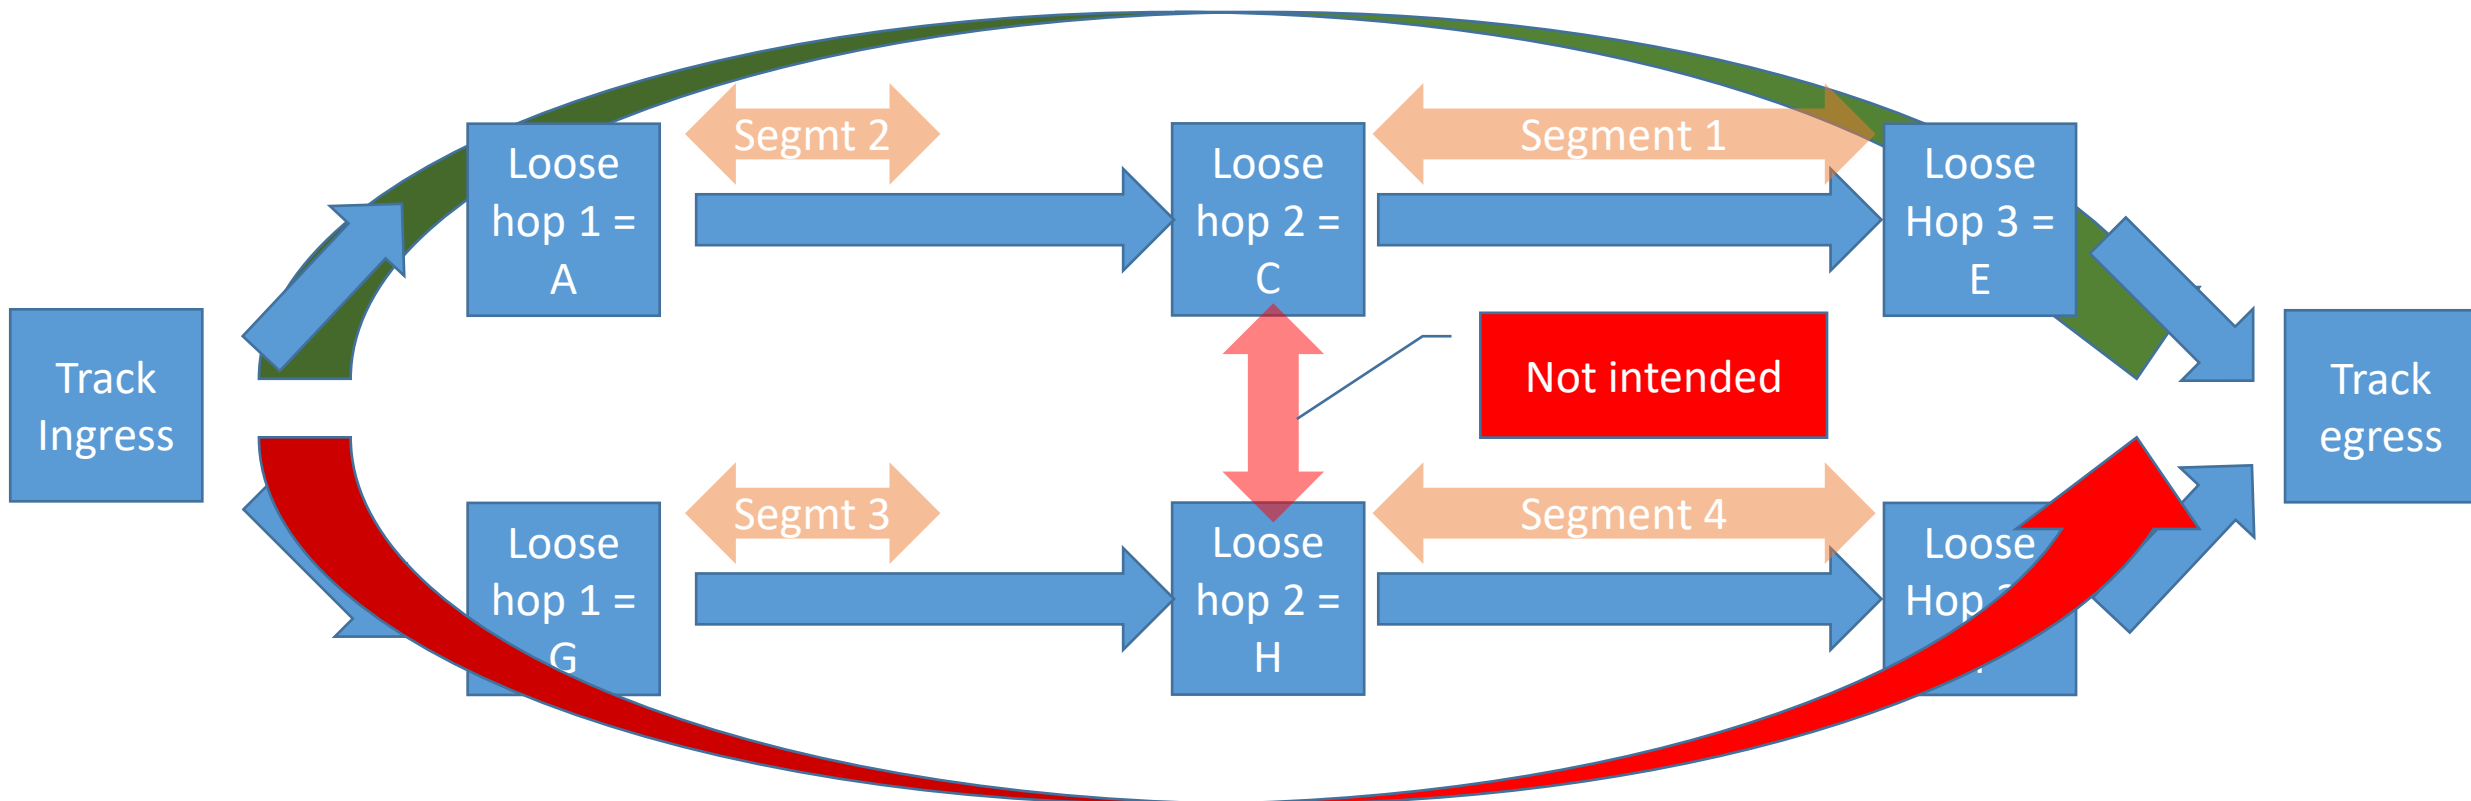 Segmt 2
Segment 1
Loose
hop 1 =
A
Loose
hop 2 =
C
Loose
Hop 3 =
E
Track
Ingress
Not intended
Track
egress
Segmt 3
Segment 4
Loose
hop 1 =
G
Loose
hop 2 =
H
Loose
Hop